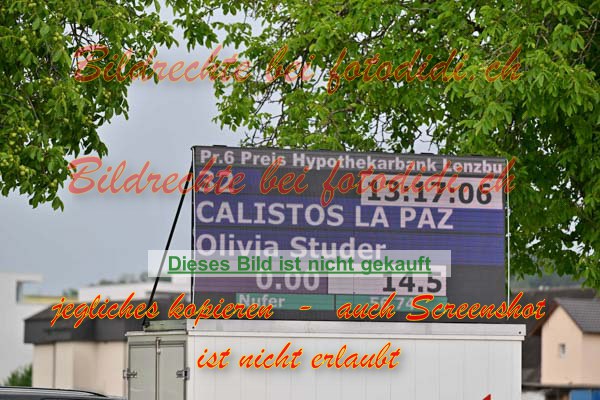 Bildrechte bei fotodidi.ch
Pr.6 Preis Hypothekarbank Lenzbu
Bildrechte bei fotodidi.ch
13:17:06
CALISTOS LA PAZ
Olivia Studer
Dieses Bild ist nicht gekauft
0.00 14.5
Nufer
jegliches kopieren - auch Screenshot
ist nicht erlaubt